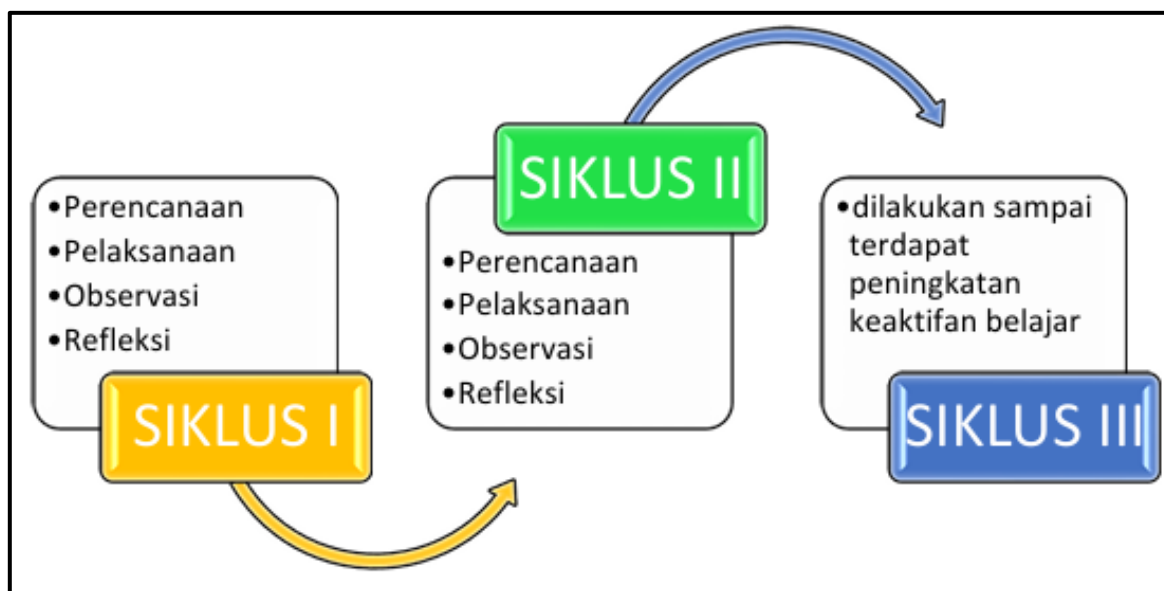 •Perencanaan
•Pelaksanaan
•Observasi
•Refleksi
SIKLUS I
SIKLUS II
•Perencanaan
•Pelaksanaan
•Observasi
•Refleksi
•dilakukan sampai
terdapat
peningkatan
keaktifan belajar
SIKLUS III